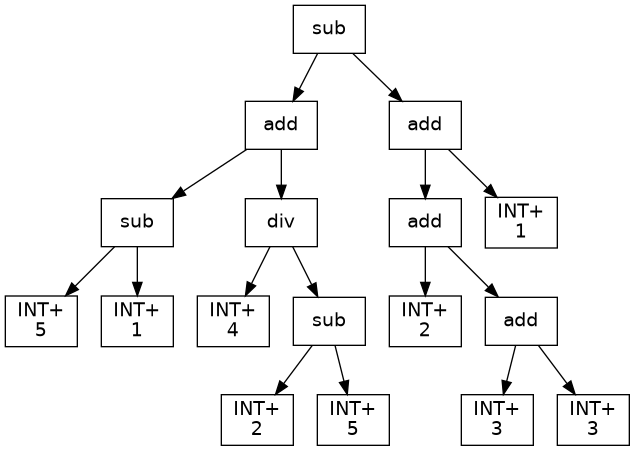 sub
add
add
sub
div
add
INT+
1
INT+
5
INT+
1
INT+
4
sub
INT+
2
add
INT+
2
INT+
5
INT+
3
INT+
3